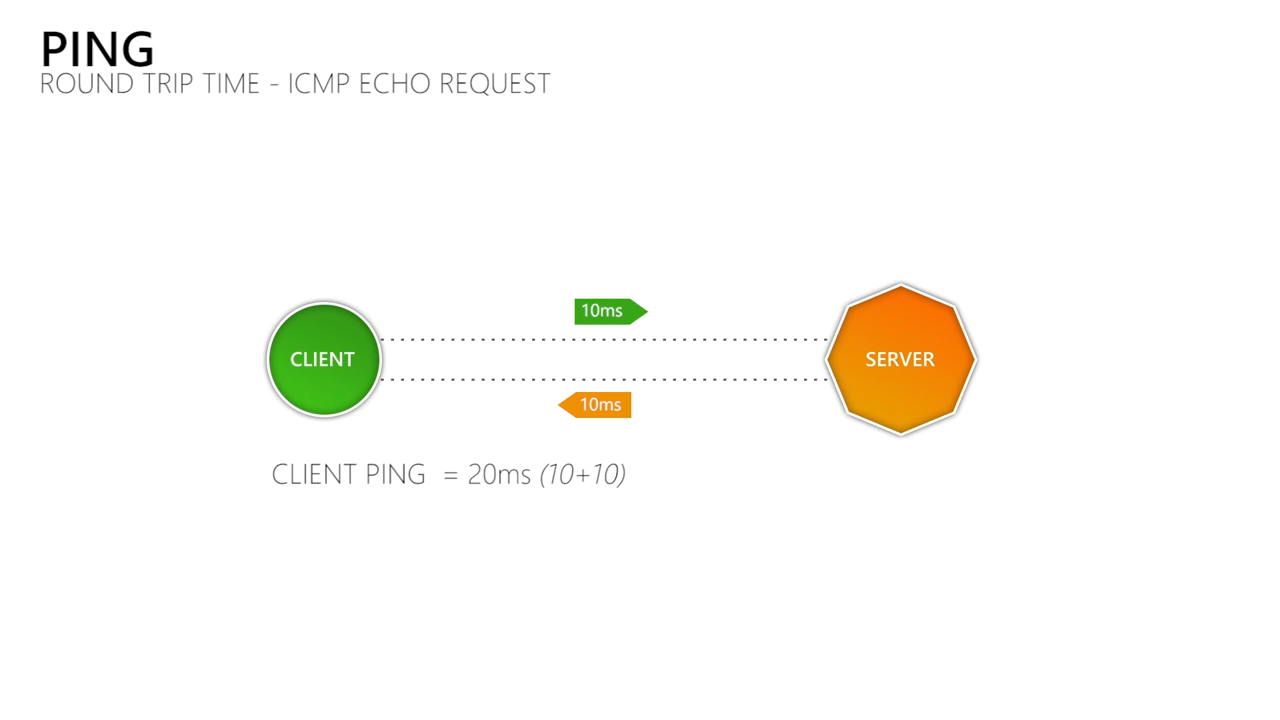 PING
ROUND TRIP TIME - ICMP ECHO REQUEST
10ms
CLIENT
SERVER
10ms
CLIENT PING = 20ms (10+10)